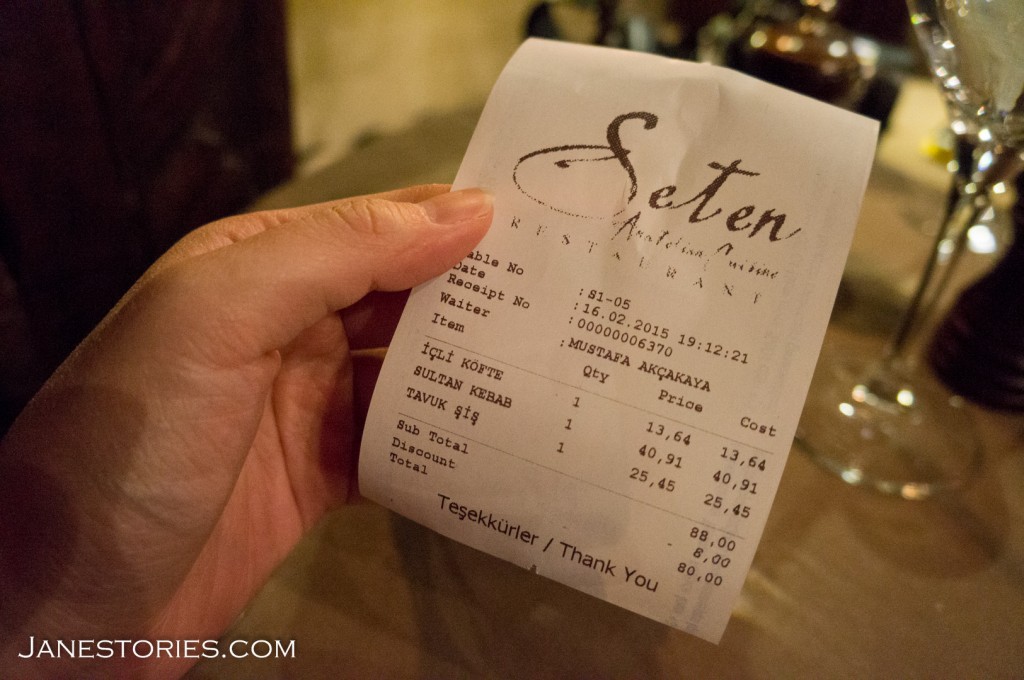 Seten
Anatolian Cuisine
RESTAURANT
able No : S1-05
Date : 16.02.2015 19:12:21
Receipt No : 00000006370
Waiter : MUSTAFA AKÇAKAYA
Item Qty Price Cost
İÇLİ KÖFTE 1 13,64 13,64
SULTAN KEBAB 1 40,91 40,91
TAVUK ŞİŞ 1 25,45 25,45
Sub Total 88,00
Discount - 8,00
Total 80,00
Teşekkürler / Thank You
JANESTORIES.COM